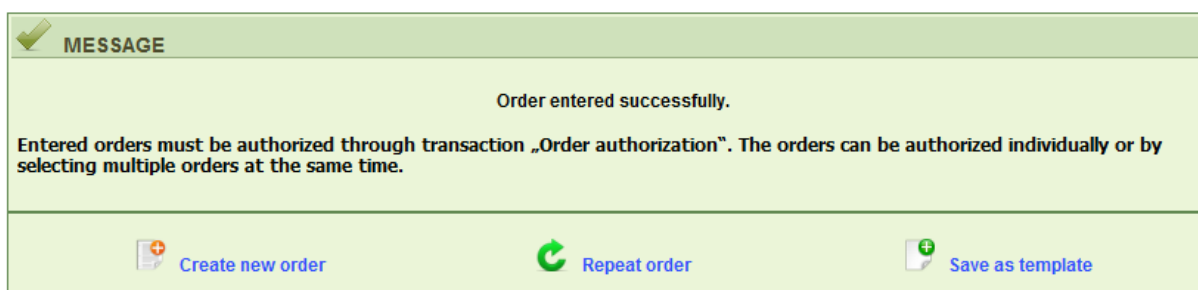 MESSAGE
Order entered successfully.
Entered orders must be authorized through transaction „Order authorization“. The orders can be authorized individually or by
selecting multiple orders at the same time.
Create new order
Repeat order
Save as template